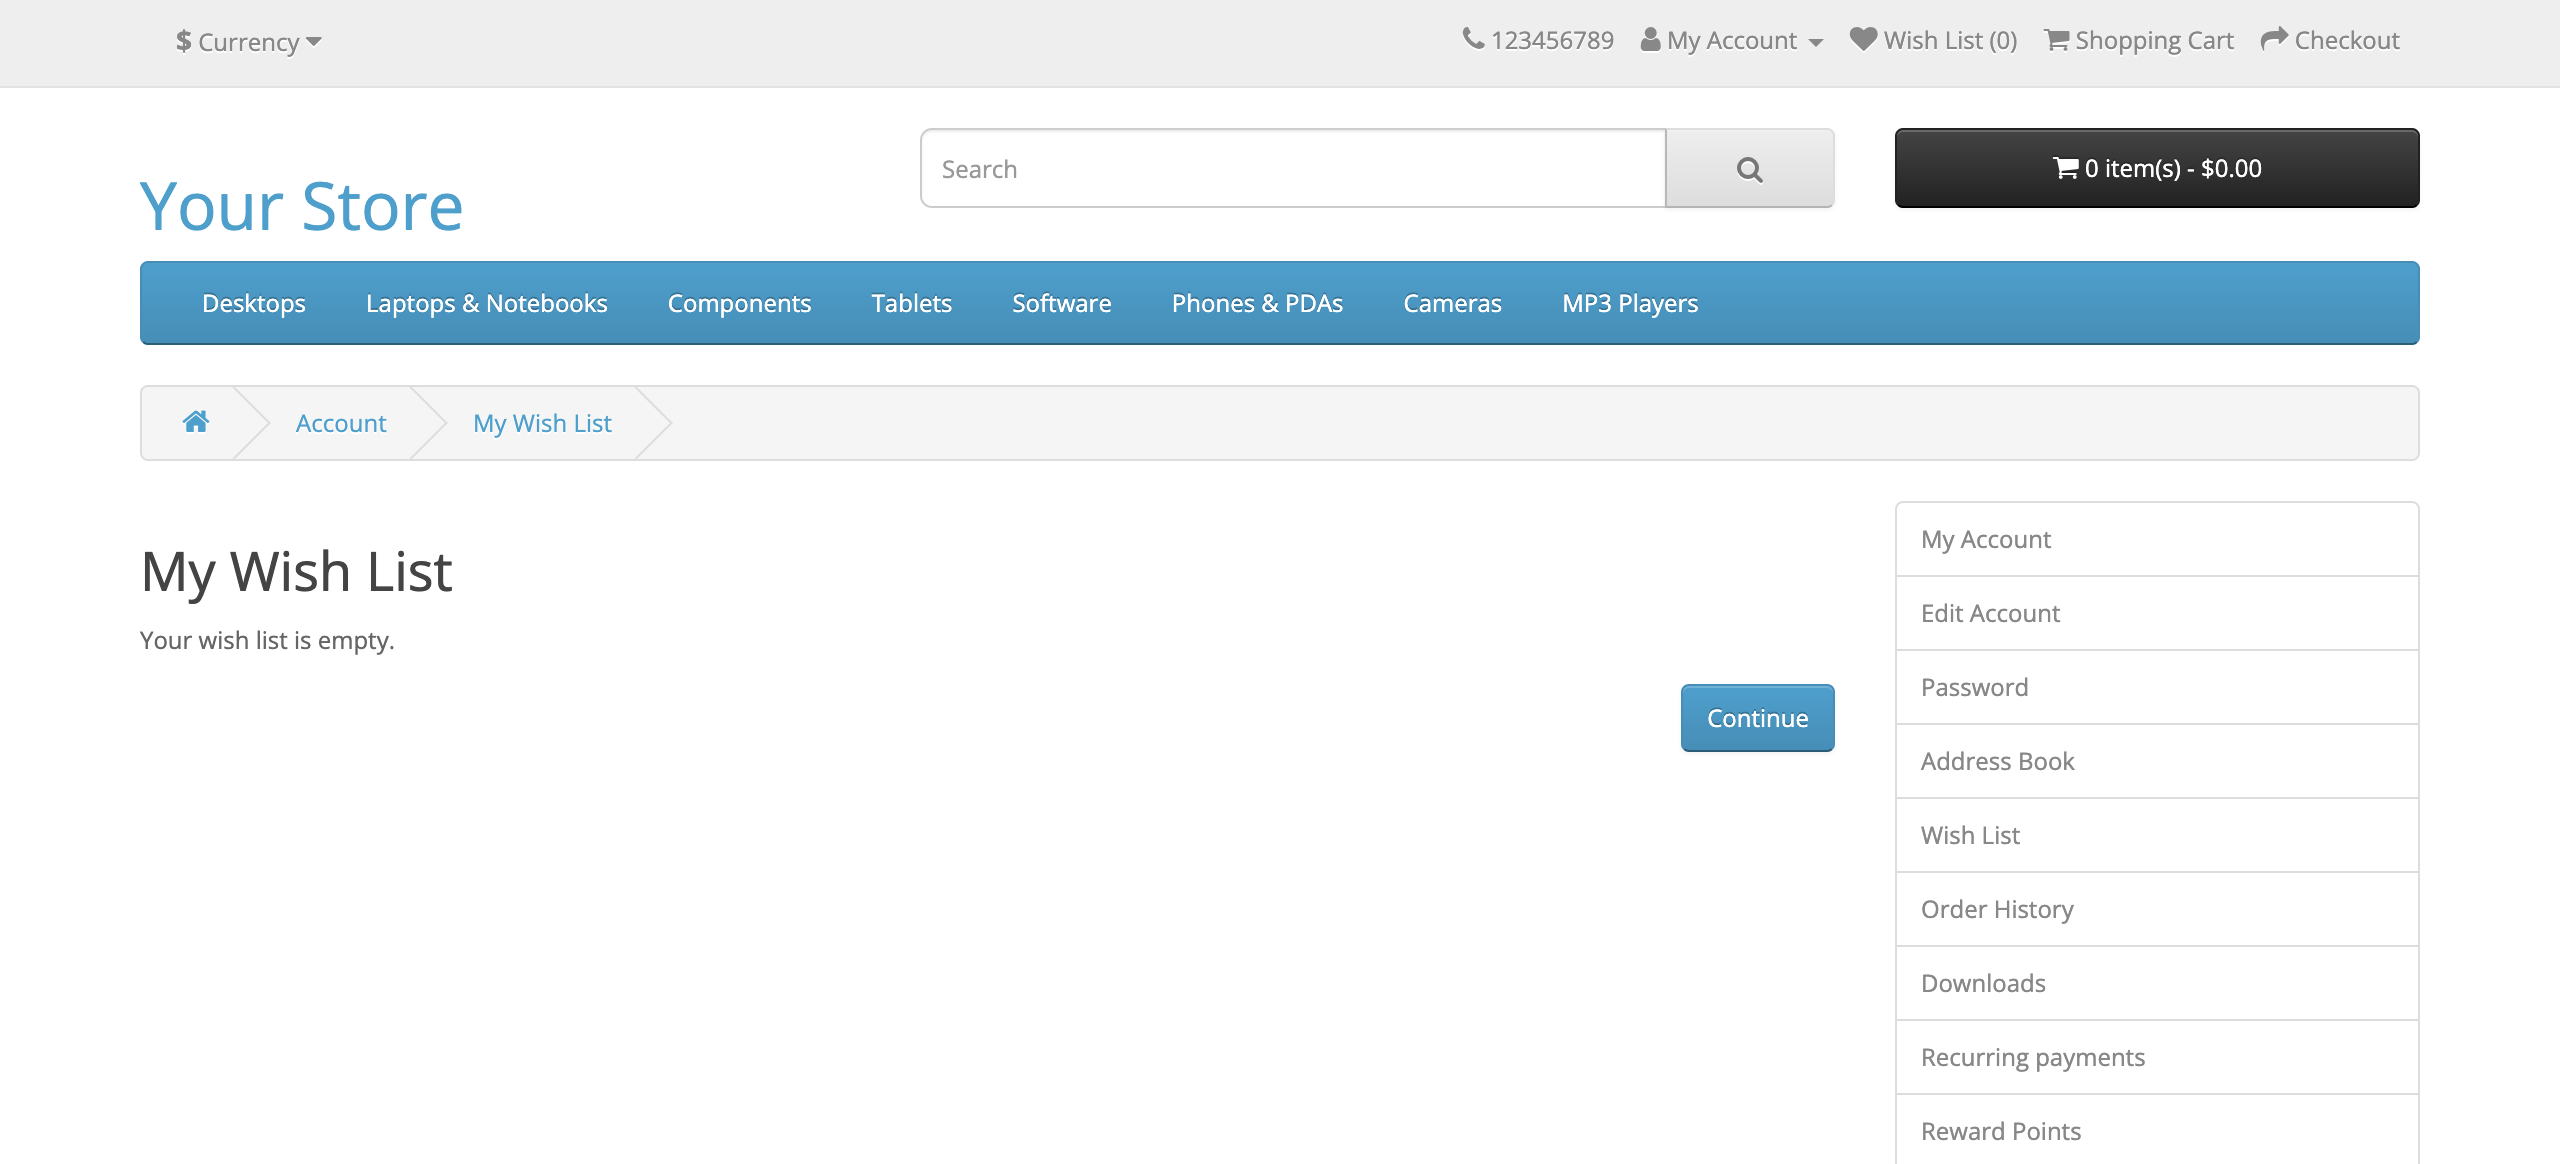 $ Currency
123456789 My Account Wish List (0) Shopping Cart Checkout
Your Store
Search
0 item(s) - $0.00
Desktops Laptops & Notebooks Components Tablets Software Phones & PDAs Cameras MP3 Players
Account My Wish List
My Wish List
Your wish list is empty.
Continue
My Account
Edit Account
Password
Address Book
Wish List
Order History
Downloads
Recurring payments
Reward Points